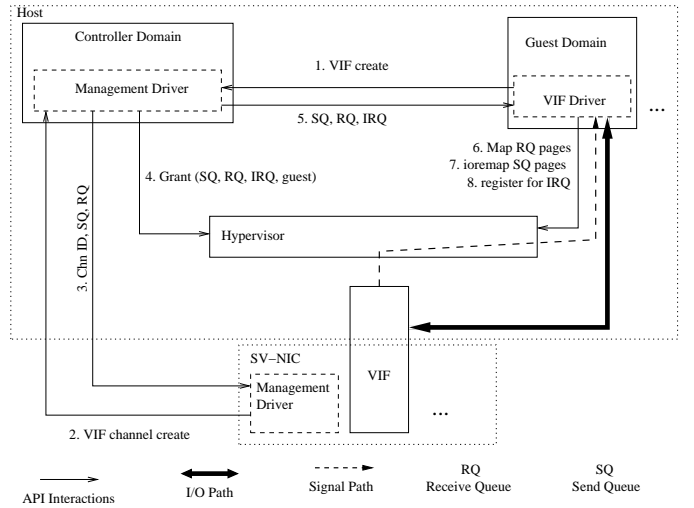 Host
Controller Domain
Guest Domain
1. VIF create
Management Driver
VIF Driver
...
5. SQ, RQ, IRQ
6. Map RQ pages
7. ioremap SQ pages
8. register for IRQ
4. Grant (SQ, RQ, IRQ, guest)
3. Chn ID, SQ, RQ
Hypervisor
SV-NIC
VIF
Management
Driver
...
2. VIF channel create
API Interactions
I/O Path
Signal Path
RQ
Receive Queue
SQ
Send Queue